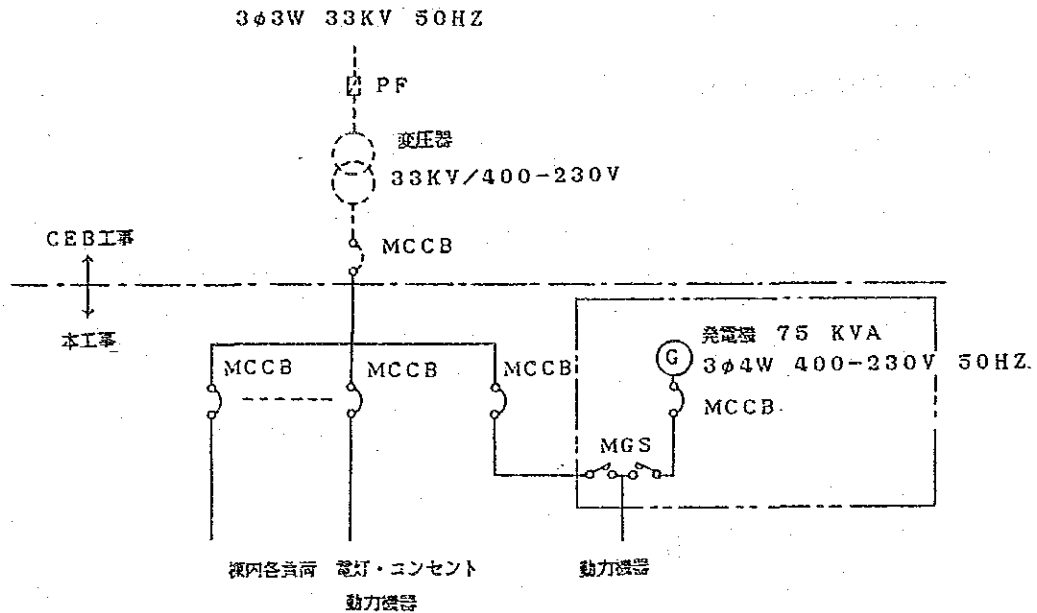 3φ3W 33KV 50HZ
PF
変圧器
33KV/400-230V
CEB工事
MCCB
本工事
発電機 75 KVA
G
3φ4W 400-230V 50HZ.
MCCB
MCCB
MCCB
MCCB
MGS
棟内各負荷 電灯・コンセント
動力機器
動力機器